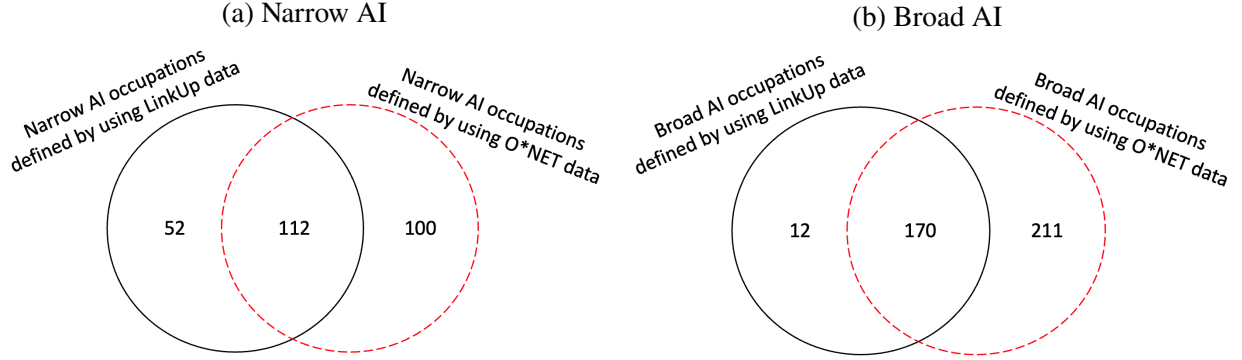 (a) Narrow AI
Narrow AI occupations
defined by using LinkUp data
Narrow AI occupations
defined by using O*NET data
52
112
100
(b) Broad AI
Broad AI occupations
defined by using LinkUp data
Broad AI occupations
defined by using O*NET data
12
170
211